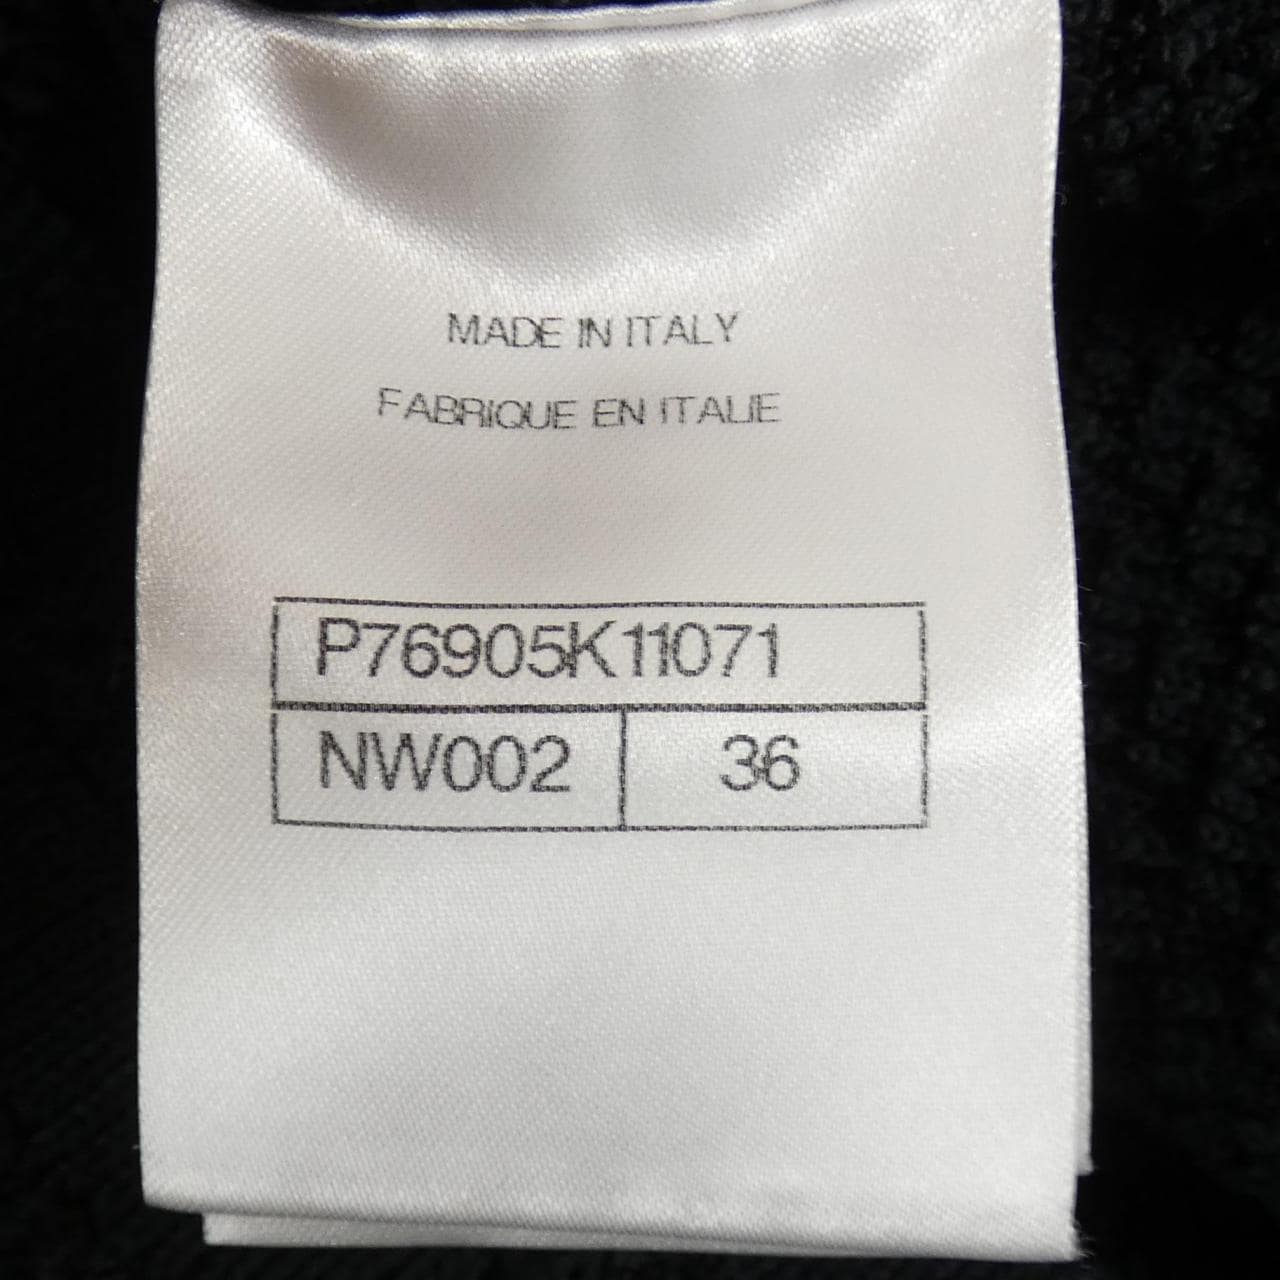 MADE IN ITALY
FABRIQUE EN ITALIE
P76905K11071
NW002 36